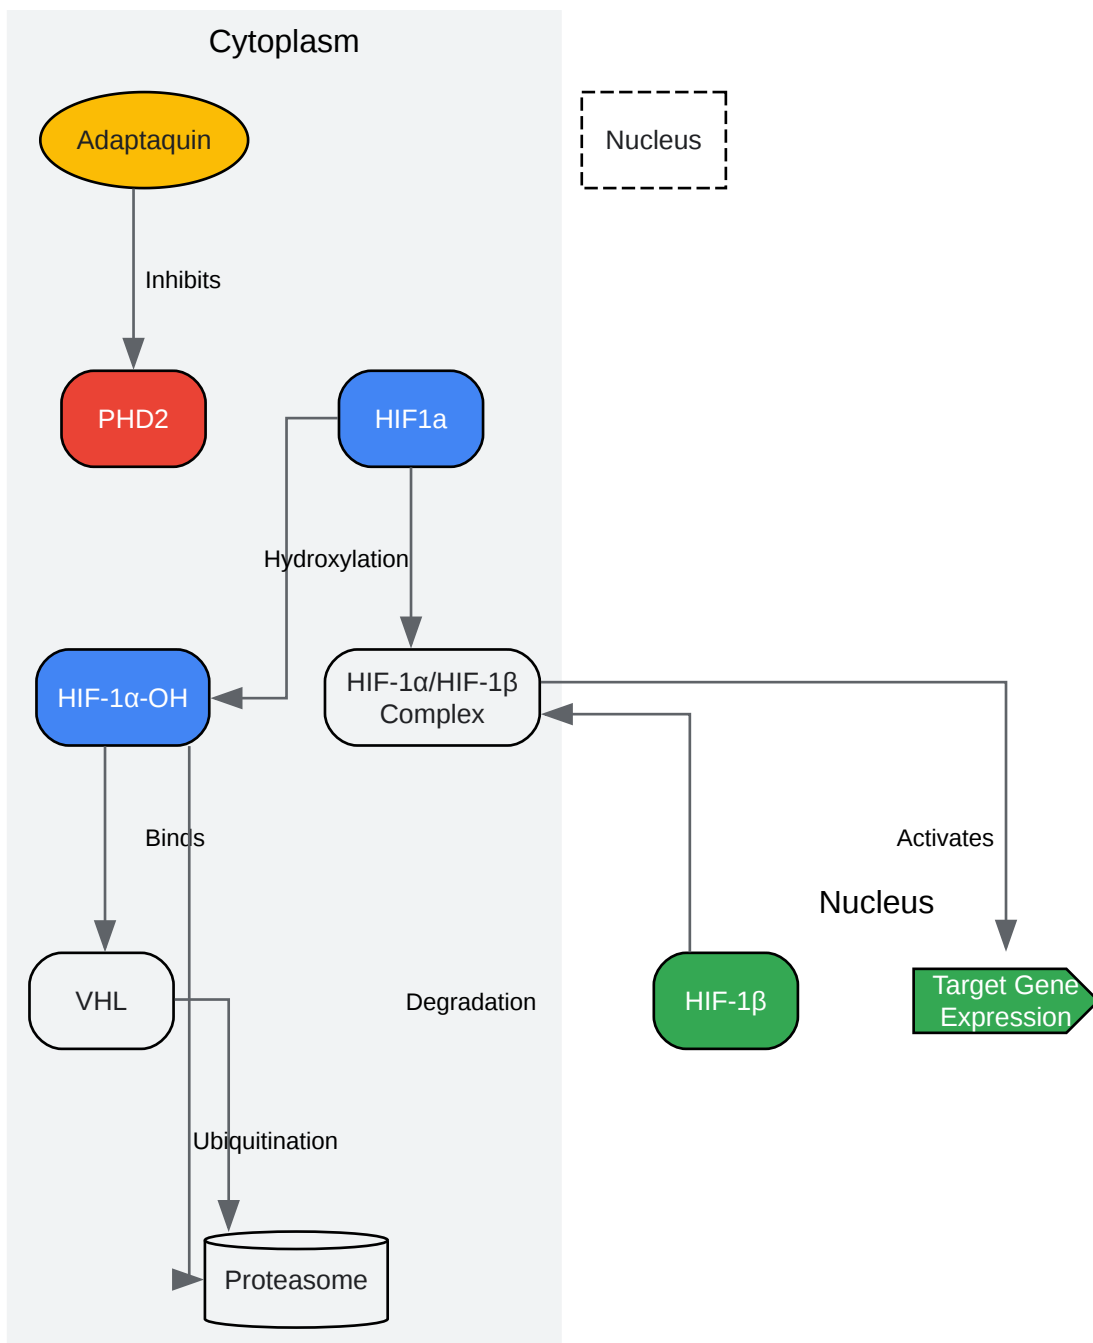 Cytoplasm
Adaptaquin
Nucleus
Inhibits
PHD2
HIF1a
Hydroxylation
HIF-1α-OH
HIF-1α/HIF-1β
Complex
Binds
Activates
Nucleus
VHL
Degradation
HIF-1β
Target Gene
Expression
Ubiquitination
Proteasome